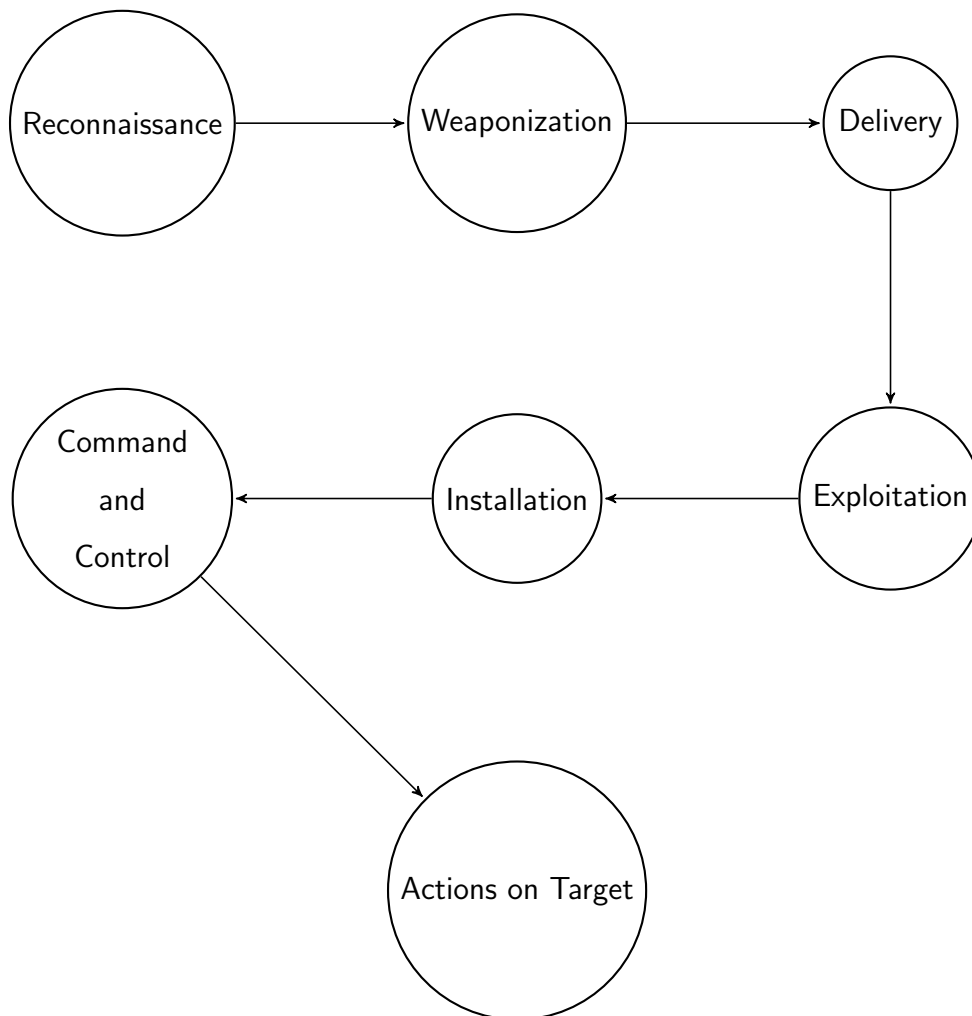 Reconnaissance
Weaponization
Delivery
Command
and
Control
Installation
Exploitation
Actions on Target